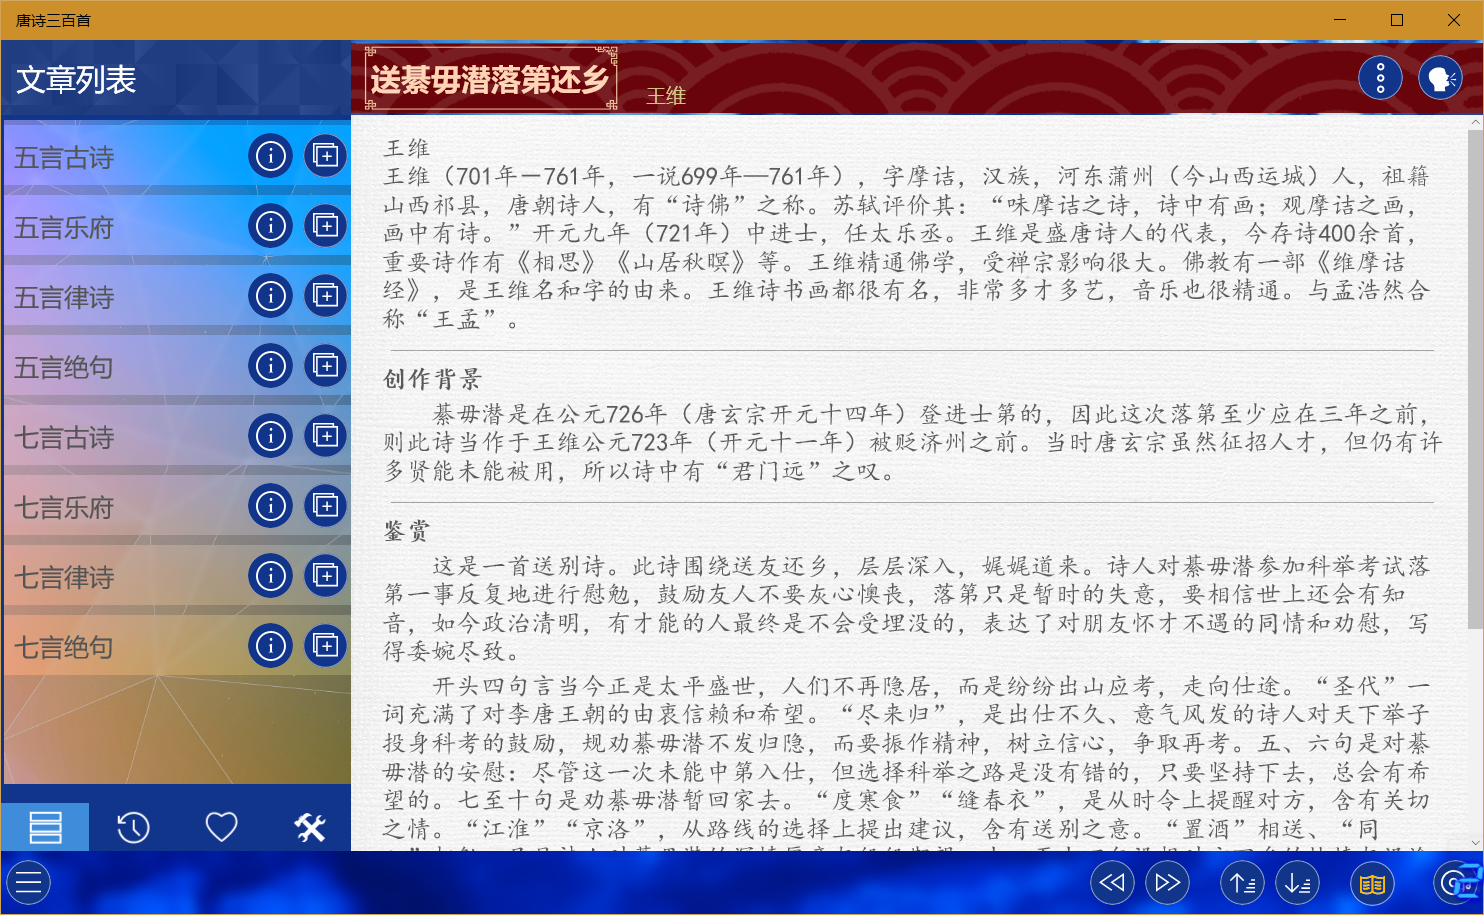 唐诗三百首
文章列表
送綦毋潜落第还乡
王维
五言古诗
五言乐府
五言律诗
五言绝句
七言古诗
七言乐府
七言律诗
七言绝句
王维
王维（701年－761年，一说699年—761年），字摩诘，汉族，河东蒲州（今山西运城）人，祖籍
山西祁县，唐朝诗人，有“诗佛”之称。苏轼评价其：“味摩诘之诗，诗中有画；观摩诘之画，
画中有诗。”开元九年（721年）中进士，任太乐丞。王维是盛唐诗人的代表，今存诗400余首，
重要诗作有《相思》《山居秋暝》等。王维精通佛学，受禅宗影响很大。佛教有一部《维摩诘
经》，是王维名和字的由来。王维诗书画都很有名，非常多才多艺，音乐也很精通。与孟浩然合
称“王孟”。
创作背景
綦毋潜是在公元726年（唐玄宗开元十四年）登进士第的，因此这次落第至少应在三年之前，
则此诗当作于王维公元723年（开元十一年）被贬济州之前。当时唐玄宗虽然征招人才，但仍有许
多贤能未能被用，所以诗中有“君门远”之叹。
鉴赏
这是一首送别诗。此诗围绕送友还乡，层层深入，娓娓道来。诗人对綦毋潜参加科举考试落
第一事反复地进行慰勉，鼓励友人不要灰心懊丧，落第只是暂时的失意，要相信世上还会有知
音，如今政治清明，有才能的人最终是不会受埋没的，表达了对朋友怀才不遇的同情和劝慰，写
得委婉尽致。
开头四句言当今正是太平盛世，人们不再隐居，而是纷纷出山应考，走向仕途。“圣代”一
词充满了对李唐王朝的由衷信赖和希望。“尽来归”，是出仕不久、意气风发的诗人对天下举子
投身科考的鼓励，规劝綦毋潜不发归隐，而要振作精神，树立信心，争取再考。五、六句是对綦
毋潜的安慰：尽管这一次未能中第入仕，但选择科举之路是没有错的，只要坚持下去，总会有希
望的。七至十句是劝綦毋潜暂回家去。“度寒食”“缝春衣”，是从时令上提醒对方，含有关切
之情。“江淮”“京洛”，从路线的选择上提出建议，含有送别之意。“置酒”相送、“同